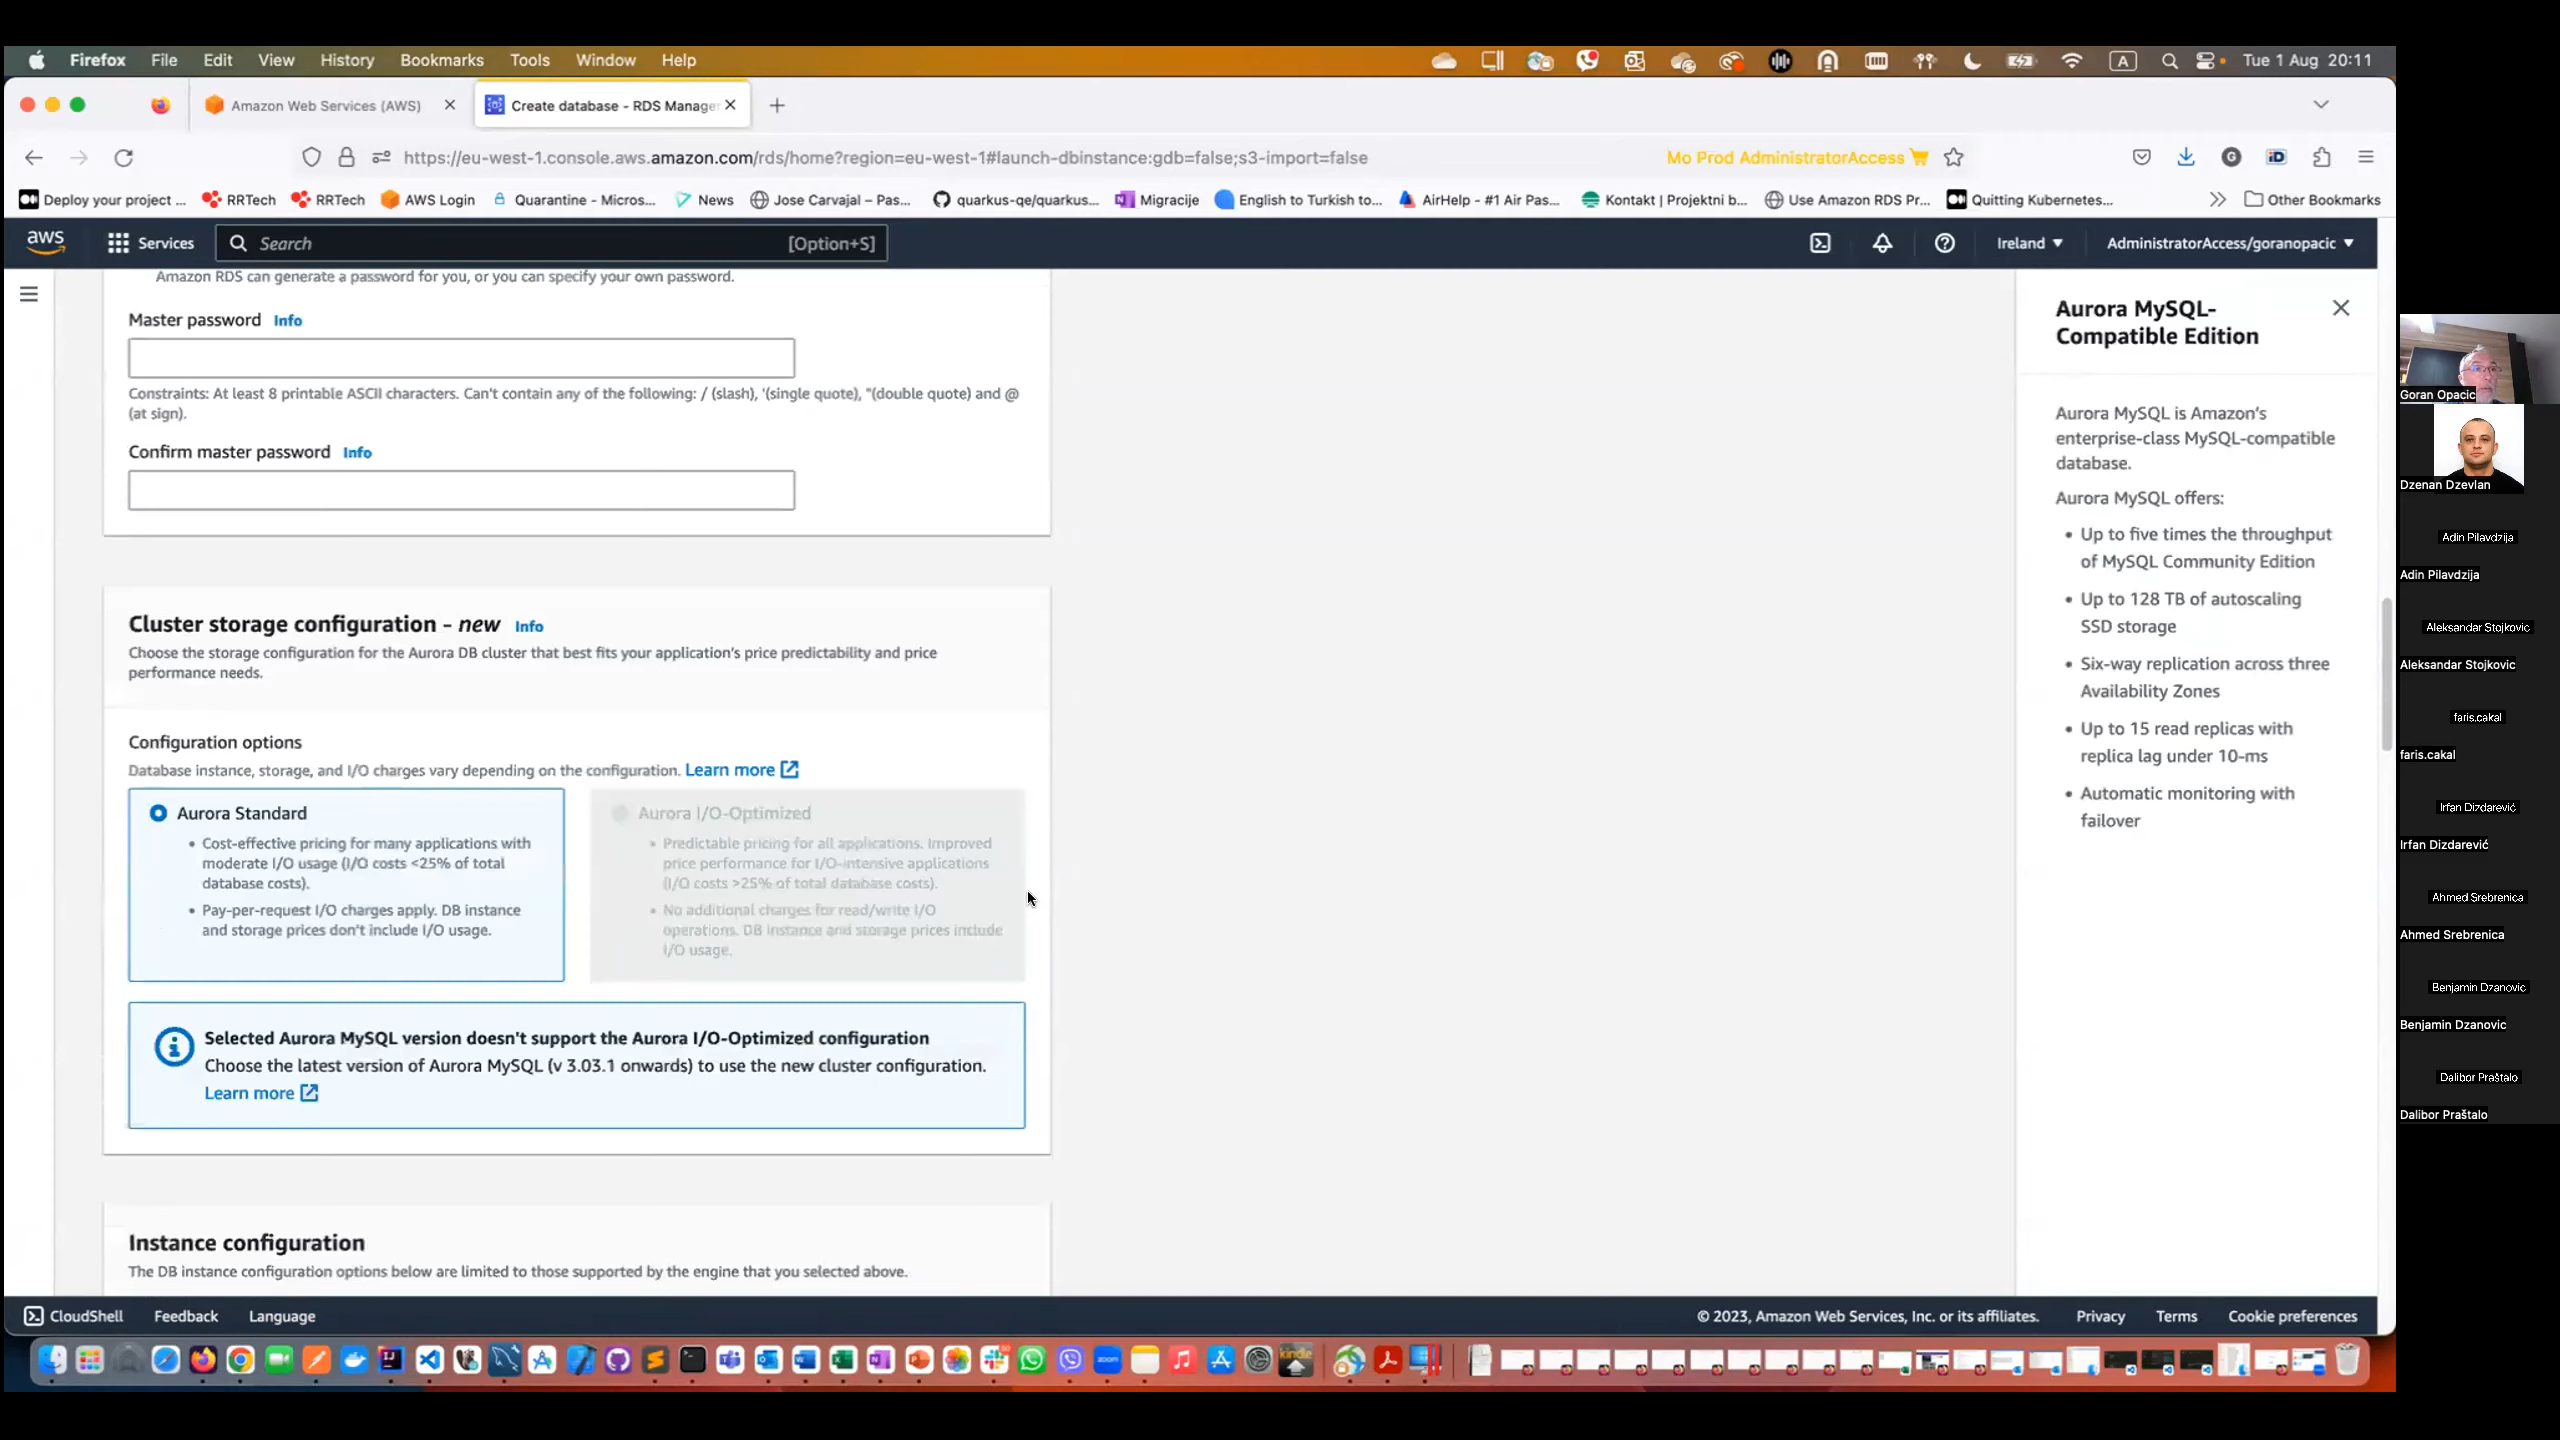 Firefox File Edit View History Bookmarks Tools Window Help
A
Tue 1 Aug 20:11
Amazon Web Services (AWS)
Create database - RDS Manage
https://eu-west-1.console.aws.amazon.com/rds/home?region=eu-west-1#launch-dbinstance:gdb=false;s3-import=false
Mo Prod AdministratorAccess
G
iD
Deploy your project ...
RRTech
RRTech
AWS Login
Quarantine - Micros...
News
Jose Carvajal – Pas...
quarkus-qe/quarkus...
Migracije
English to Turkish to...
AirHelp - #1 Air Pas...
Kontakt | Projektni b...
Use Amazon RDS Pr...
Quitting Kubernetes...
Other Bookmarks
aws
Services
Search
[Option+S]
Ireland
AdministratorAccess/goranopacic
Amazon RDS can generate a password for you, or you can specify your own password.
Master password Info
Constraints: At least 8 printable ASCII characters. Can't contain any of the following: / (slash), '(single quote), "(double quote) and @
(at sign).
Confirm master password Info
Cluster storage configuration - new Info
Choose the storage configuration for the Aurora DB cluster that best fits your application's price predictability and price
performance needs.
Configuration options
Database instance, storage, and I/O charges vary depending on the configuration. Learn more
Aurora Standard
• Cost-effective pricing for many applications with
moderate I/O usage (I/O costs <25% of total
database costs).
• Pay-per-request I/O charges apply. DB instance
and storage prices don't include I/O usage.
Aurora I/O-Optimized
• Predictable pricing for all applications. Improved
price performance for I/O-intensive applications
(I/O costs >25% of total database costs).
• No additional charges for read/write I/O
operations. DB instance and storage prices include
I/O usage.
Selected Aurora MySQL version doesn't support the Aurora I/O-Optimized configuration
Choose the latest version of Aurora MySQL (v 3.03.1 onwards) to use the new cluster configuration.
Learn more
Instance configuration
The DB instance configuration options below are limited to those supported by the engine that you selected above.
Aurora MySQL-
Compatible Edition
Aurora MySQL is Amazon's
enterprise-class MySQL-compatible
database.
Aurora MySQL offers:
• Up to five times the throughput
of MySQL Community Edition
• Up to 128 TB of autoscaling
SSD storage
• Six-way replication across three
Availability Zones
• Up to 15 read replicas with
replica lag under 10-ms
• Automatic monitoring with
failover
CloudShell Feedback Language
© 2023, Amazon Web Services, Inc. or its affiliates. Privacy Terms Cookie preferences
zoom
kindle
Goran Opacic
Dzenan Dzevlan
Adin Pilavdzija
Adin Pilavdzija
Aleksandar Stojkovic
Aleksandar Stojkovic
faris.cakal
faris.cakal
Irfan Dizdarević
Irfan Dizdarević
Ahmed Srebrenica
Ahmed Srebrenica
Benjamin Dzanovic
Benjamin Dzanovic
Dalibor Praštalo
Dalibor Praštalo